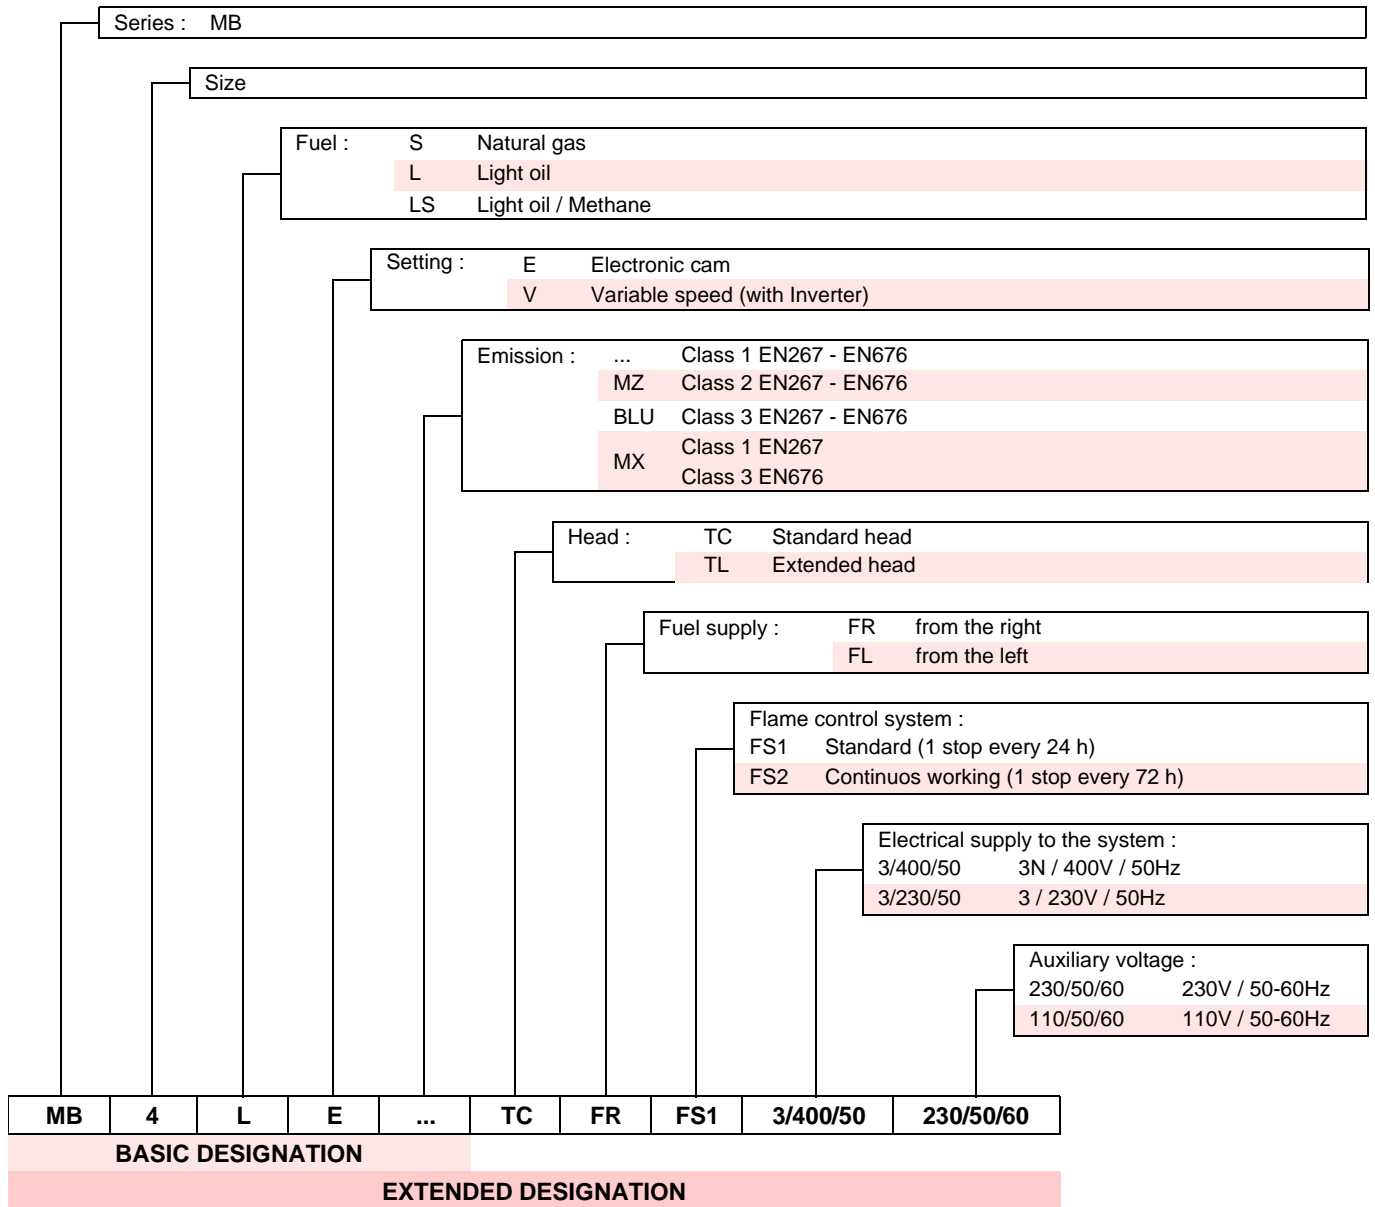 Series : MB
Size
Fuel : S Natural gas
L Light oil
LS Light oil / Methane
Setting : E Electronic cam
V Variable speed (with Inverter)
Emission : ... Class 1 EN267 - EN676
MZ Class 2 EN267 - EN676
BLU Class 3 EN267 - EN676
MX Class 1 EN267
Class 3 EN676
Head : TC Standard head
TL Extended head
Fuel supply : FR from the right
FL from the left
Flame control system :
FS1 Standard (1 stop every 24 h)
FS2 Continuos working (1 stop every 72 h)
Electrical supply to the system :
3/400/50 3N / 400V / 50Hz
3/230/50 3 / 230V / 50Hz
Auxiliary voltage :
230/50/60 230V / 50-60Hz
110/50/60 110V / 50-60Hz
MB 4 L E ... TC FR FS1 3/400/50 230/50/60
BASIC DESIGNATION
EXTENDED DESIGNATION